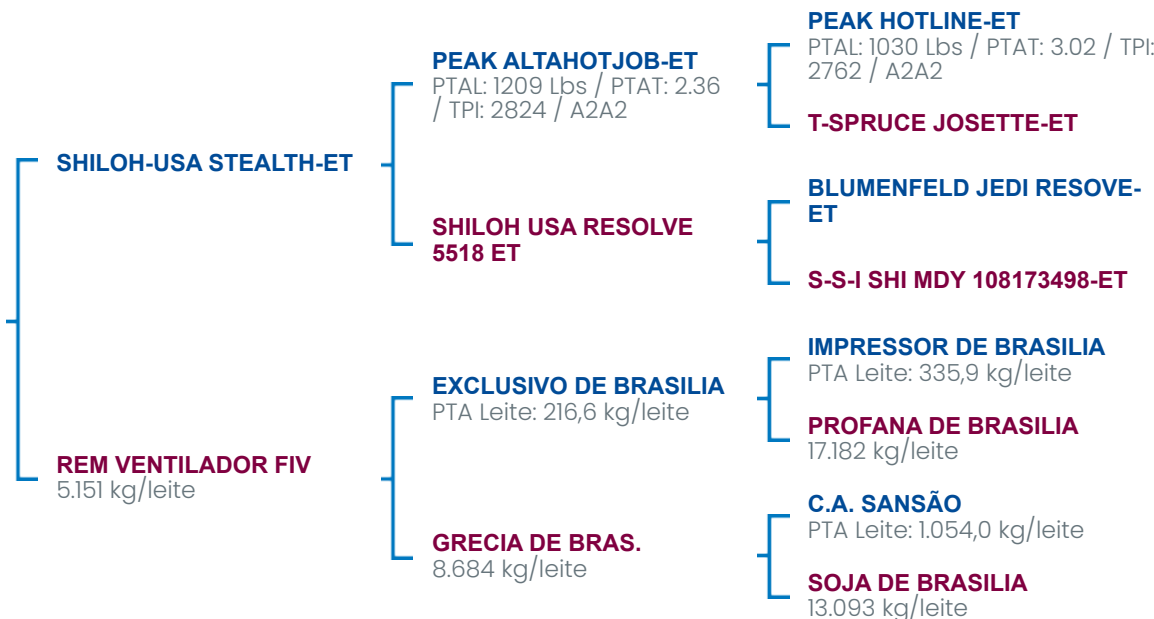 SHILOH-USA STEALTH-ET
REM VENTILADOR FIV
5.151 kg/leite
PEAK ALTAHOTJOB-ET
PTAL: 1209 Lbs / PTAT: 2.36
/ TPI: 2824 / A2A2
SHILOH USA RESOLVE
5518 ET
EXCLUSIVO DE BRASILIA
PTA Leite: 216,6 kg/leite
GRECIA DE BRAS.
8.684 kg/leite
PEAK HOTLINE-ET
PTAL: 1030 Lbs / PTAT: 3.02 / TPI:
2762 / A2A2
T-SPRUCE JOSETTE-ET
BLUMENFELD JEDI RESOVE-
ET
S-S-I SHI MDY 108173498-ET
IMPRESSOR DE BRASILIA
PTA Leite: 335,9 kg/leite
PROFANA DE BRASILIA
17.182 kg/leite
C.A. SANSÃO
PTA Leite: 1.054,0 kg/leite
SOJA DE BRASILIA
13.093 kg/leite